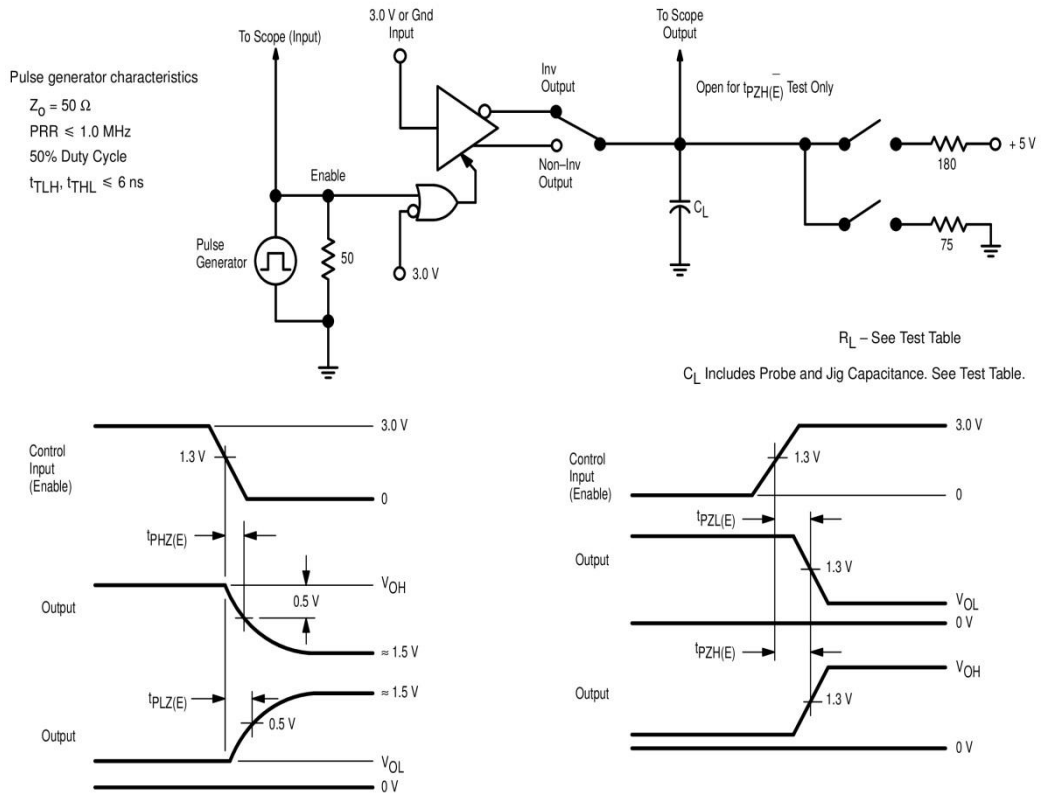 3.0 V or Gnd
Input
To Scope (Input)
To Scope
Output
Pulse generator characteristics
Zo = 50 Ω
PRR ≤ 1.0 MHz
50% Duty Cycle
tTLH, tTHL ≤ 6 ns
Inv
Output
Open for tPZH(E̅) Test Only
Non–Inv
Output
+ 5 V
180
Enable
CL
75
Pulse
Generator
50
3.0 V
RL – See Test Table
CL Includes Probe and Jig Capacitance. See Test Table.
Control
Input
(Enable)
3.0 V
1.3 V
0
tPHZ(E)
Output
VOH
0.5 V
≈ 1.5 V
tPLZ(E)
≈ 1.5 V
0.5 V
Output
VOL
0 V
Control
Input
(Enable)
3.0 V
1.3 V
0
tPZL(E)
Output
1.3 V
VOL
0 V
tPZH(E)
VOH
Output
1.3 V
0 V